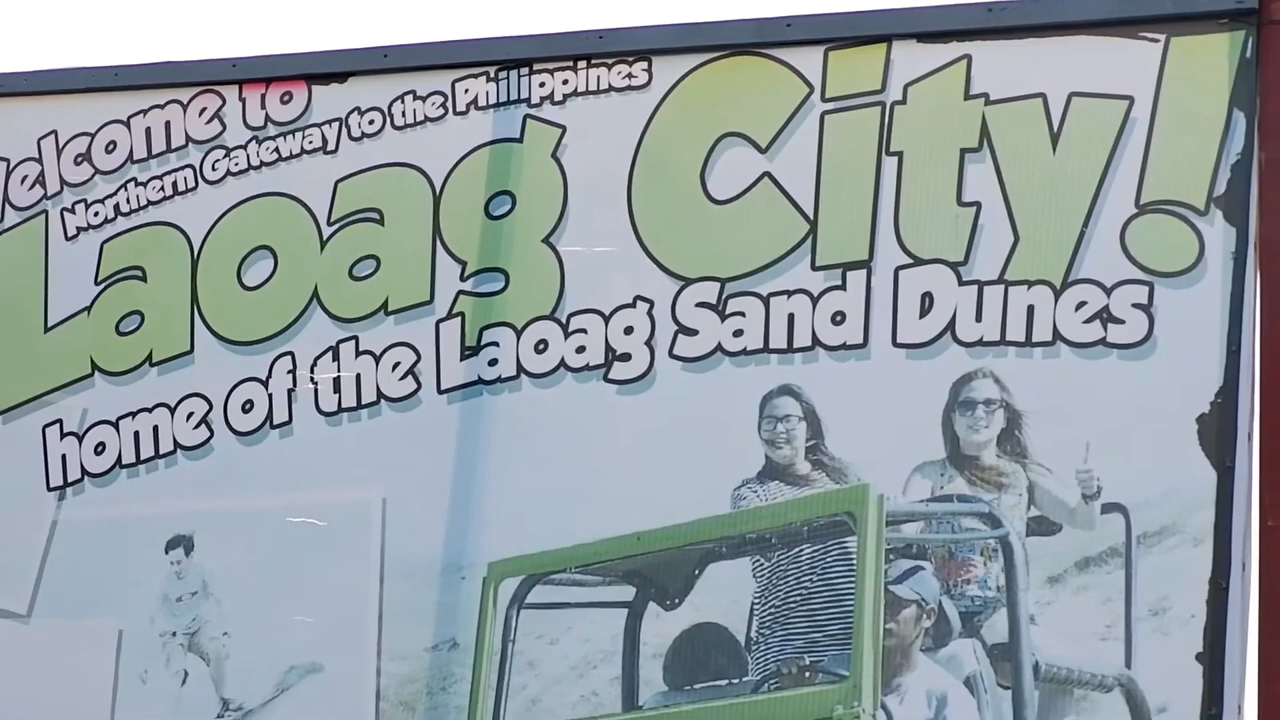 Welcome to
Northern Gateway to the Philippines
Laoag City!
home of the Laoag Sand Dunes